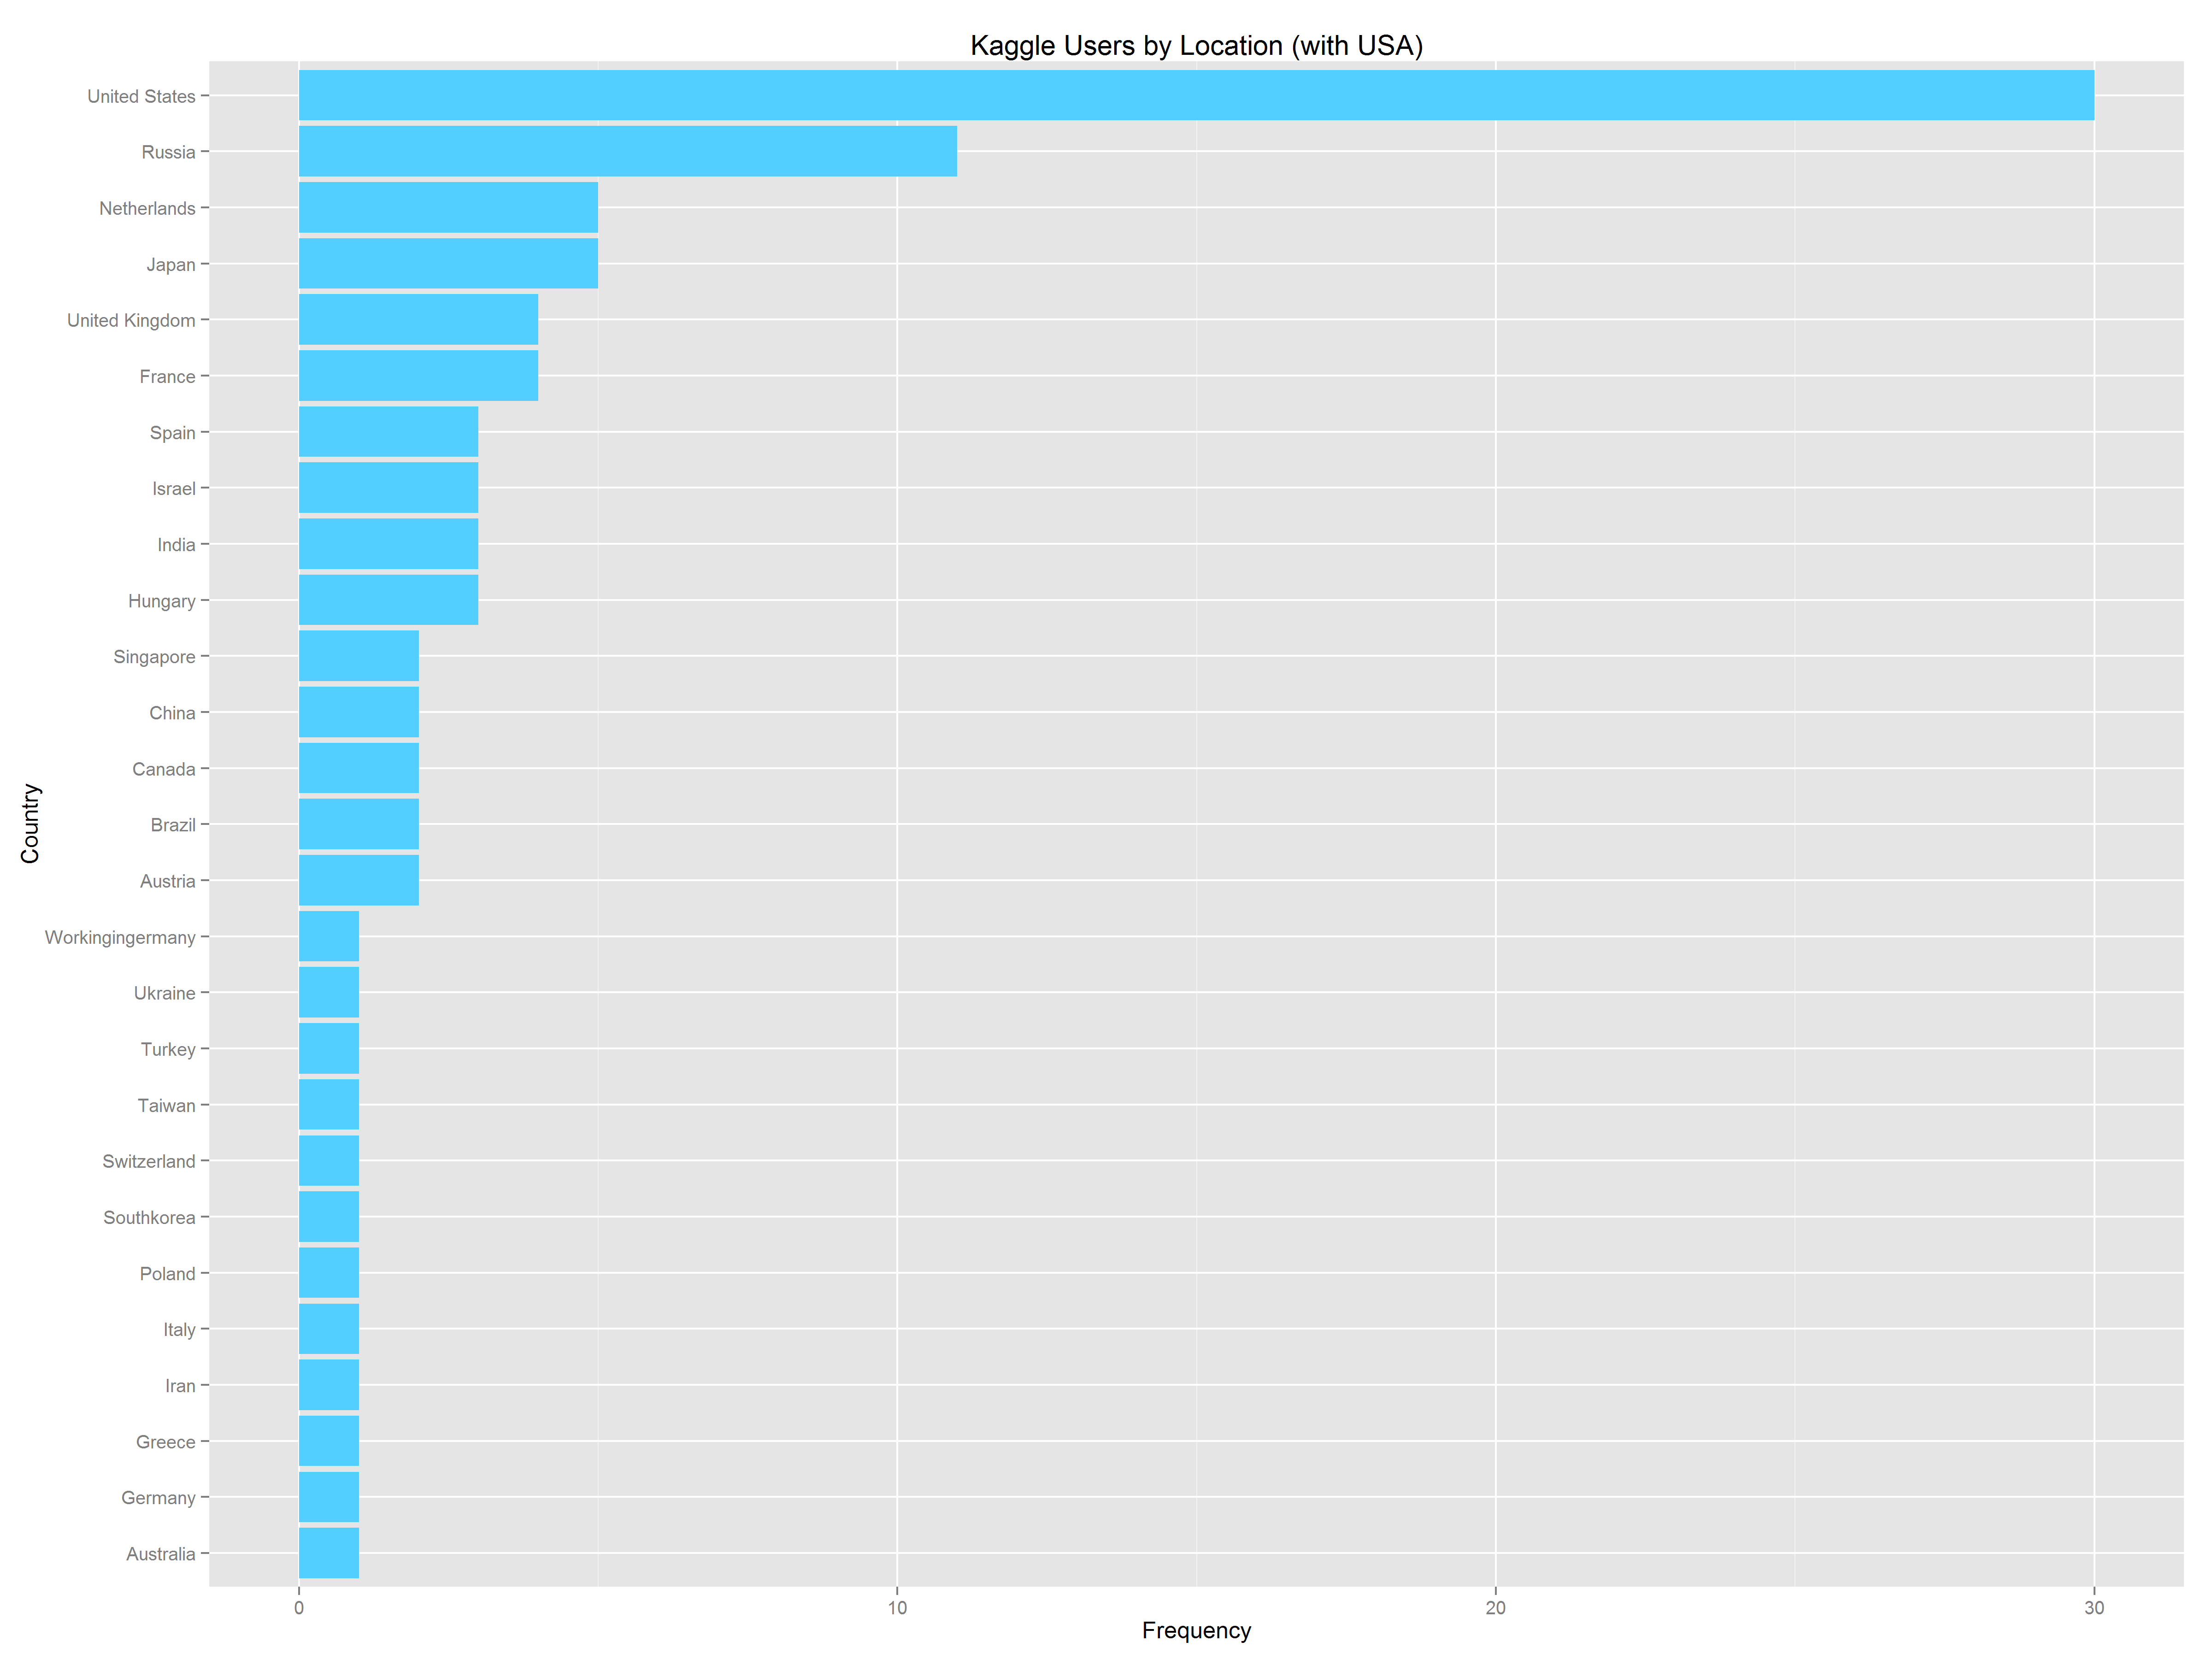 Kaggle Users by Location (with USA)
United States
Russia
Netherlands
Japan
United Kingdom
France
Spain
Israel
India
Hungary
Singapore
China
Canada
Brazil
Austria
Workingingermany
Ukraine
Turkey
Taiwan
Switzerland
Southkorea
Poland
Italy
Iran
Greece
Germany
Australia
Country
0 10 20 30
Frequency